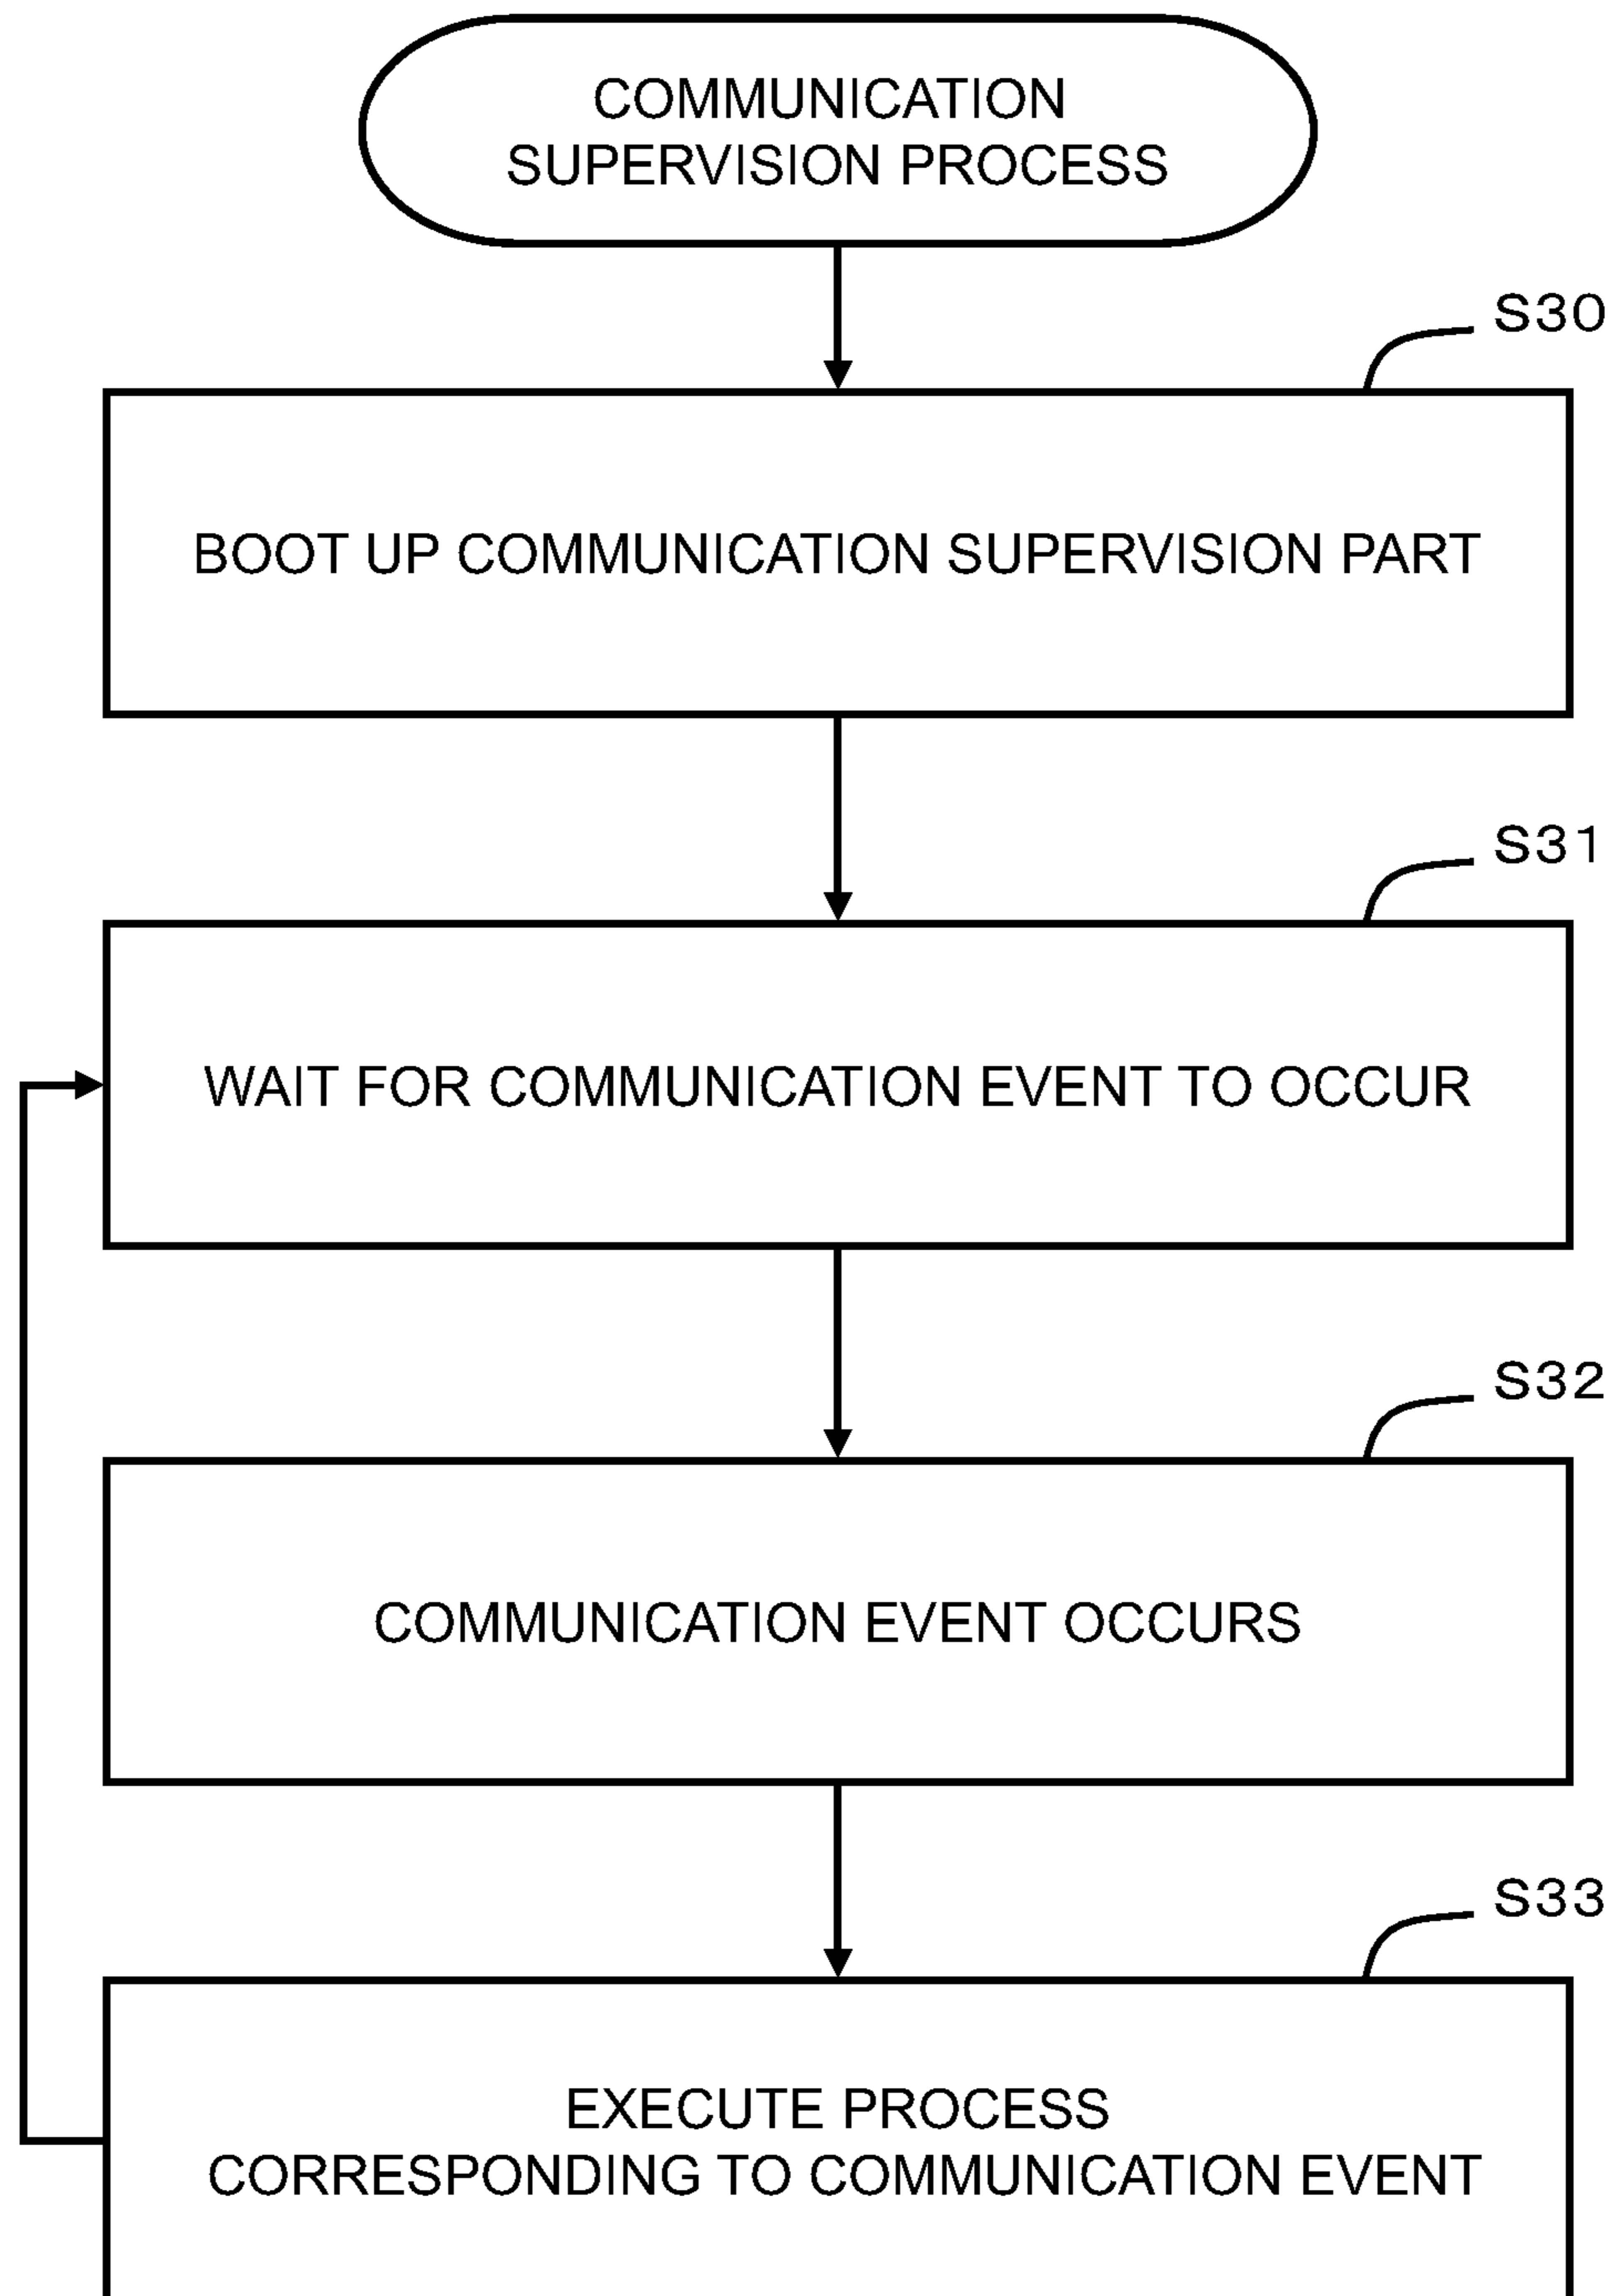 COMMUNICATION
SUPERVISION PROCESS
S30
BOOT UP COMMUNICATION SUPERVISION PART
S31
WAIT FOR COMMUNICATION EVENT TO OCCUR
S32
COMMUNICATION EVENT OCCURS
S33
EXECUTE PROCESS
CORRESPONDING TO COMMUNICATION EVENT